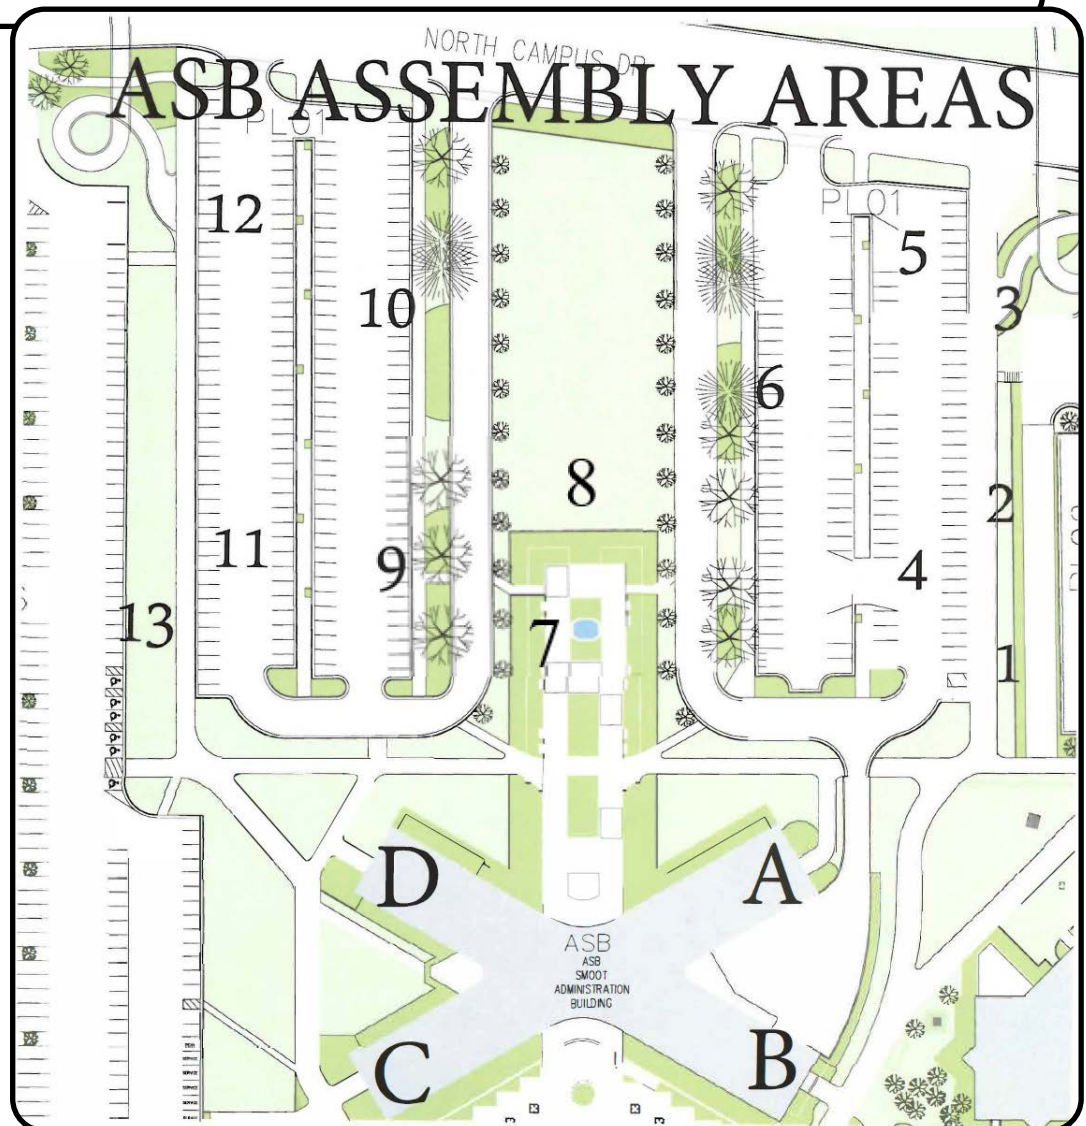 NORTH CAMPUS DR
ASB ASSEMBLY AREAS
PL01
PL01
12
5
10
3
6
8
2
11
9
4
13
7
1
D
A
ASB
ASB
SMOOT
ADMINISTRATION
BUILDING
C
B